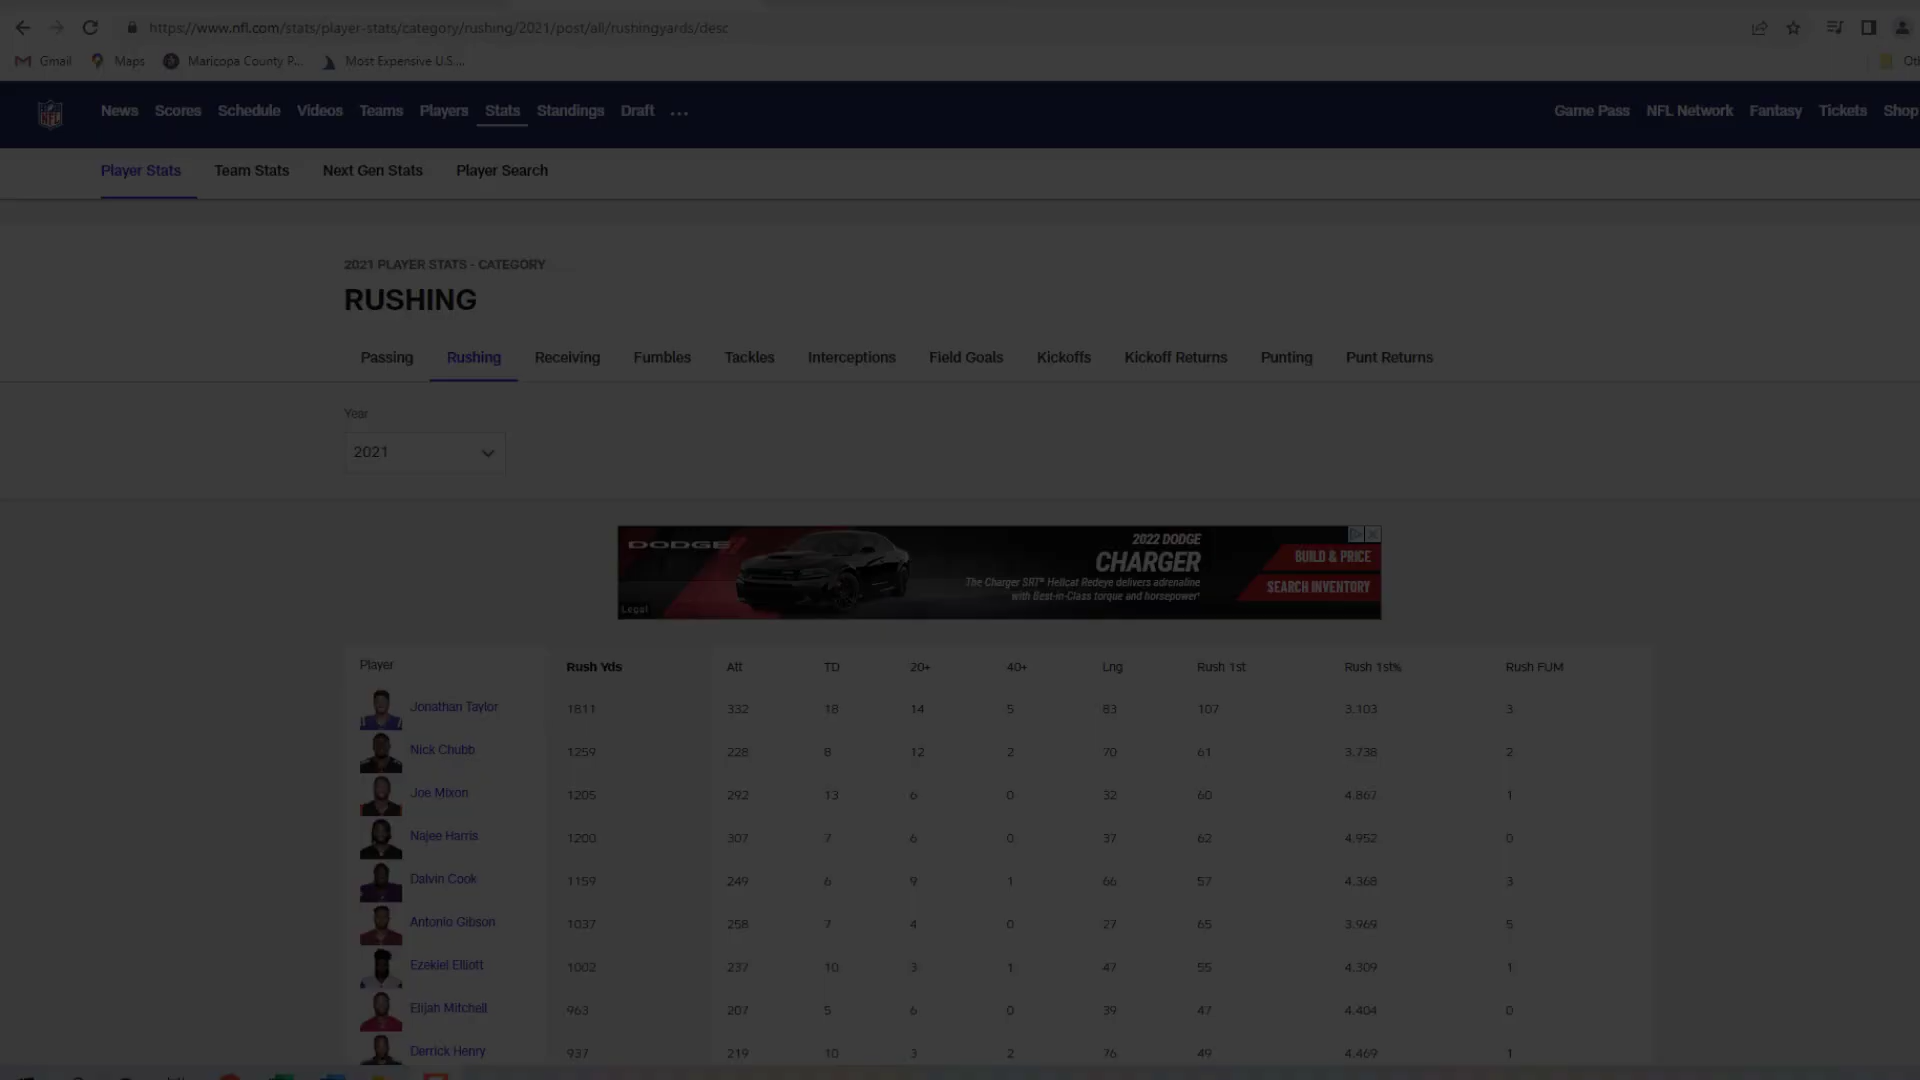 https://www.nfl.com/stats/player-stats/category/rushing/2021/post/all/rushingyards/desc
Gmail Maps Maricopa County P... Most Expensive U.S....
NFL News Scores Schedule Videos Teams Players Stats Standings Draft ... Game Pass NFL Network Fantasy Tickets Shop
Player Stats Team Stats Next Gen Stats Player Search
2021 PLAYER STATS - CATEGORY
RUSHING
Passing Rushing Receiving Fumbles Tackles Interceptions Field Goals Kickoffs Kickoff Returns Punting Punt Returns
Year
2021
DODGE
2022 DODGE
CHARGER
The Charger SRT® Hellcat Redeye delivers adrenaline
with Best-in-Class torque and horsepower¹
BUILD & PRICE
SEARCH INVENTORY
Legal
Player Rush Yds Att TD 20+ 40+ Lng Rush 1st Rush 1st% Rush FUM
Jonathan Taylor 1811 332 18 14 5 83 107 3.103 3
Nick Chubb 1259 228 8 12 2 70 61 3.738 2
Joe Mixon 1205 292 13 6 0 32 60 4.867 1
Najee Harris 1200 307 7 6 0 37 62 4.952 0
Dalvin Cook 1159 249 6 9 1 66 57 4.368 3
Antonio Gibson 1037 258 7 4 0 27 65 3.969 5
Ezekiel Elliott 1002 237 10 3 1 47 55 4.309 1
Elijah Mitchell 963 207 5 6 0 39 47 4.404 0
Derrick Henry 937 219 10 3 2 76 49 4.469 1